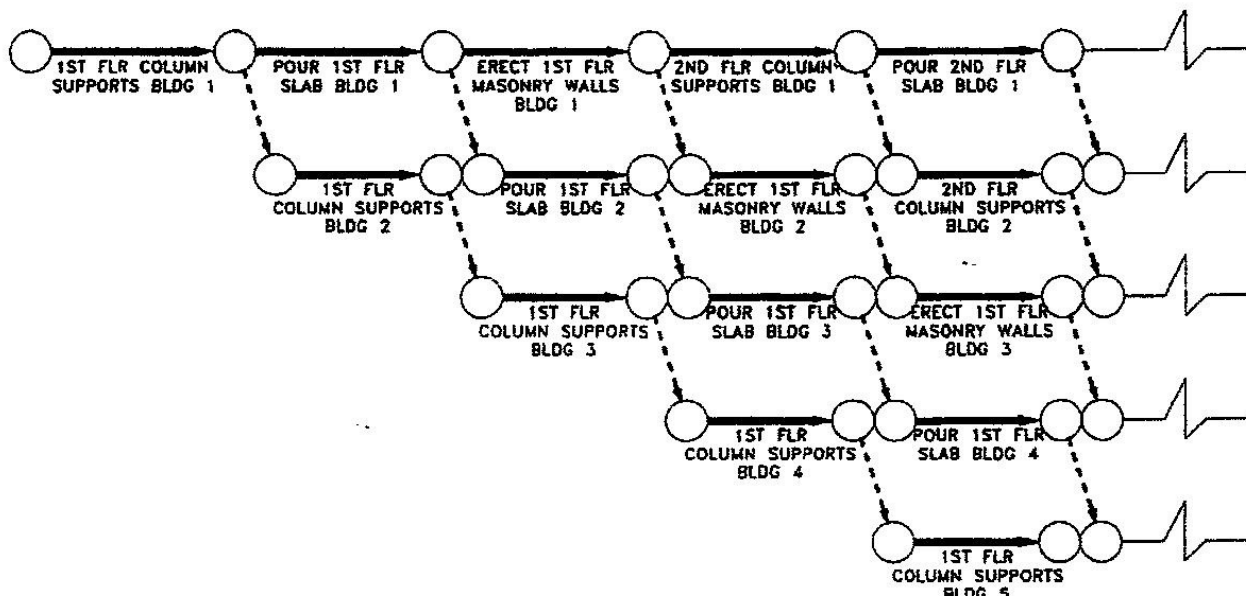 1ST FLR COLUMN
SUPPORTS BLDG 1
POUR 1ST FLR
SLAB BLDG 1
ERECT 1ST FLR
MASONRY WALLS
BLDG 1
2ND FLR COLUMN
SUPPORTS BLDG 1
POUR 2ND FLR
SLAB BLDG 1
1ST FLR
COLUMN SUPPORTS
BLDG 2
POUR 1ST FLR
SLAB BLDG 2
ERECT 1ST FLR
MASONRY WALLS
BLDG 2
2ND FLR
COLUMN SUPPORTS
BLDG 2
1ST FLR
COLUMN SUPPORTS
BLDG 3
POUR 1ST FLR
SLAB BLDG 3
ERECT 1ST FLR
MASONRY WALLS
BLDG 3
1ST FLR
COLUMN SUPPORTS
BLDG 4
POUR 1ST FLR
SLAB BLDG 4
1ST FLR
COLUMN SUPPORTS
BLDG 5